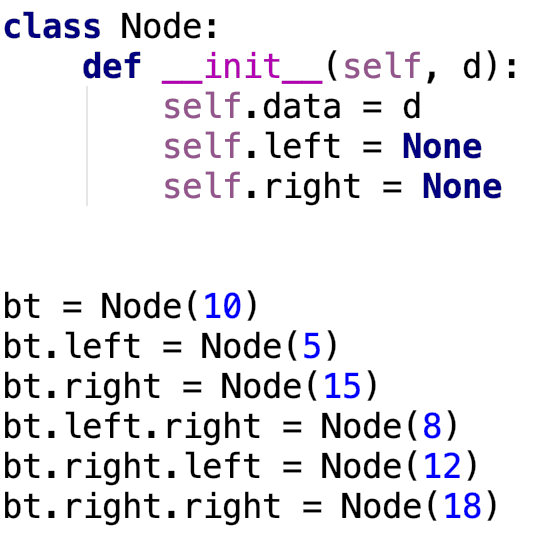 class Node:
    def __init__(self, d):
        self.data = d
        self.left = None
        self.right = None
bt = Node(10)
bt.left = Node(5)
bt.right = Node(15)
bt.left.right = Node(8)
bt.right.left = Node(12)
bt.right.right = Node(18)